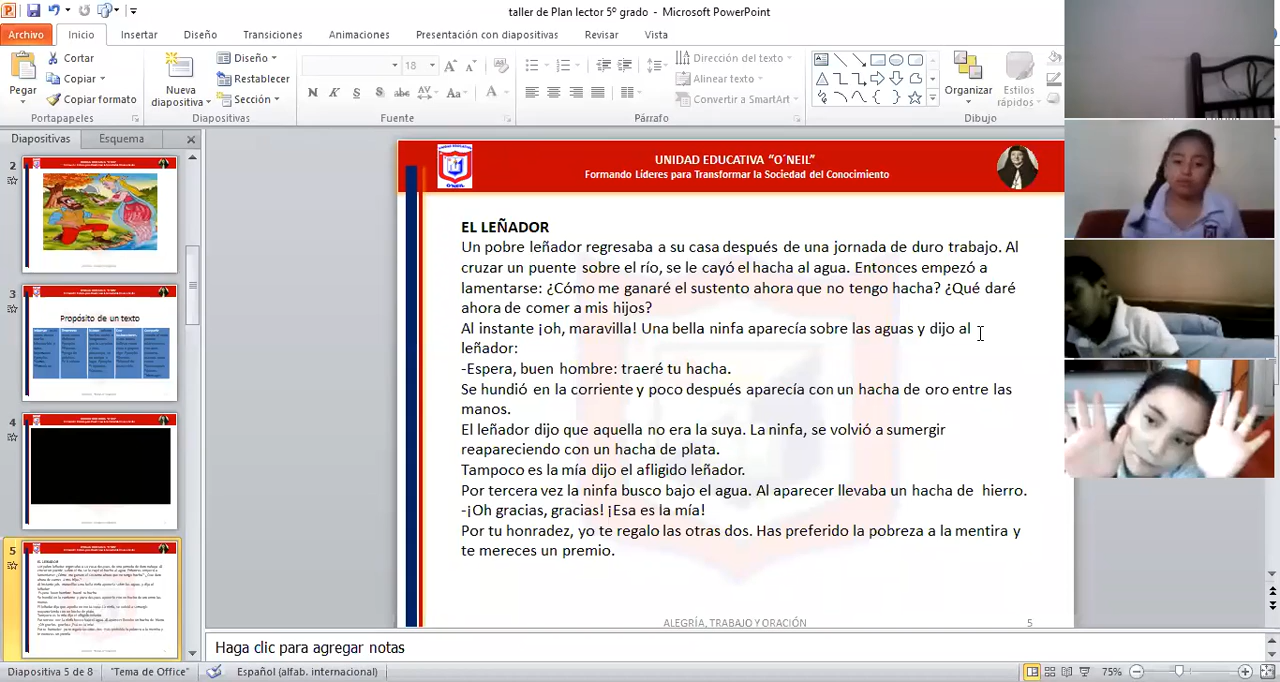 taller de Plan lector 5º grado - Microsoft PowerPoint
Archivo Inicio Insertar Diseño Transiciones Animaciones Presentación con diapositivas Revisar Vista
Pegar
Cortar
Copiar
Copiar formato
Portapapeles
Nueva diapositiva
Diseño
Restablecer
Sección
Diapositivas
18
N K S S abc AV Aa A
Fuente
Dirección del texto
Alinear texto
Convertir a SmartArt
Párrafo
Organizar
Estilos rápidos
Dibujo
Diapositivas Esquema
2
3
Propósito de un texto
4
5
UNIDAD EDUCATIVA “O´NEIL”
Formando Líderes para Transformar la Sociedad del Conocimiento
EL LEÑADOR
Un pobre leñador regresaba a su casa después de una jornada de duro trabajo. Al
cruzar un puente sobre el río, se le cayó el hacha al agua. Entonces empezó a
lamentarse: ¿Cómo me ganaré el sustento ahora que no tengo hacha? ¿Qué daré
ahora de comer a mis hijos?
Al instante ¡oh, maravilla! Una bella ninfa aparecía sobre las aguas y dijo al
leñador:
-Espera, buen hombre: traeré tu hacha.
Se hundió en la corriente y poco después aparecía con un hacha de oro entre las
manos.
El leñador dijo que aquella no era la suya. La ninfa, se volvió a sumergir
reapareciendo con un hacha de plata.
Tampoco es la mía dijo el afligido leñador.
Por tercera vez la ninfa busco bajo el agua. Al aparecer llevaba un hacha de hierro.
-¡Oh gracias, gracias! ¡Esa es la mía!
Por tu honradez, yo te regalo las otras dos. Has preferido la pobreza a la mentira y
te mereces un premio.
ALEGRÍA, TRABAJO Y ORACIÓN 5
Haga clic para agregar notas
Diapositiva 5 de 8 "Tema de Office" Español (alfab. internacional) 75%